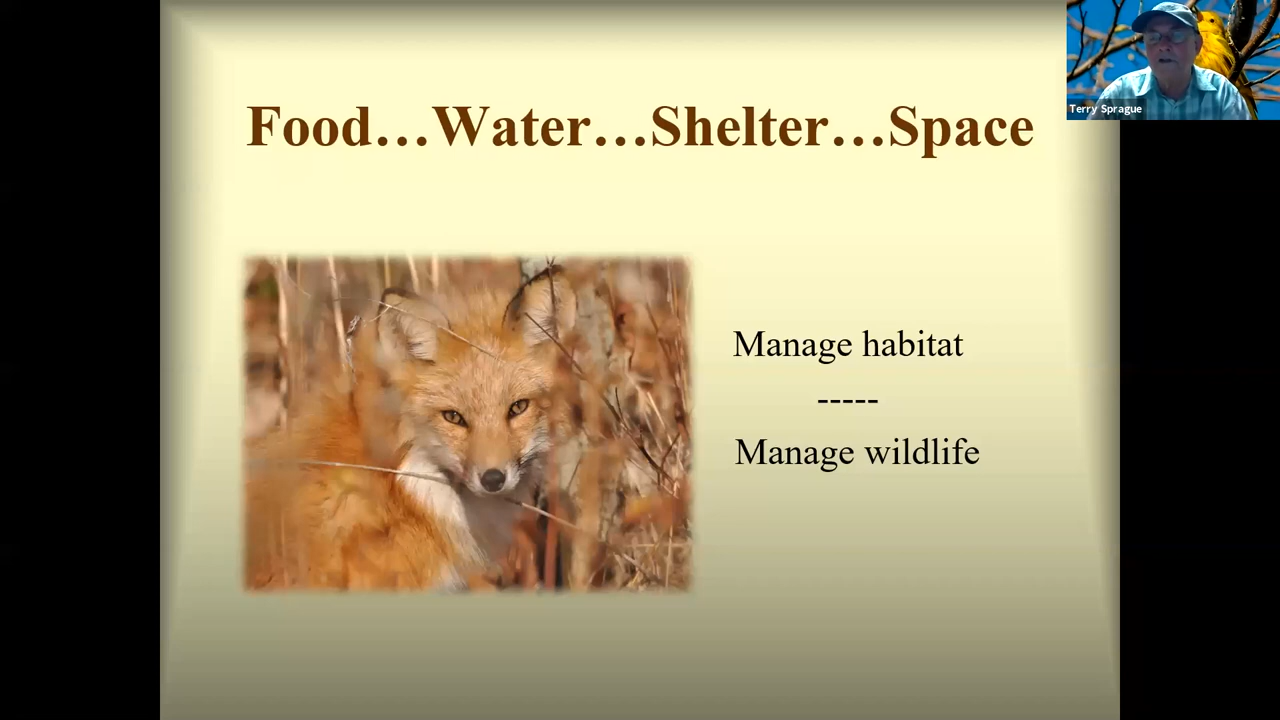 Food…Water…Shelter…Space
Terry Sprague
Manage habitat
-----
Manage wildlife